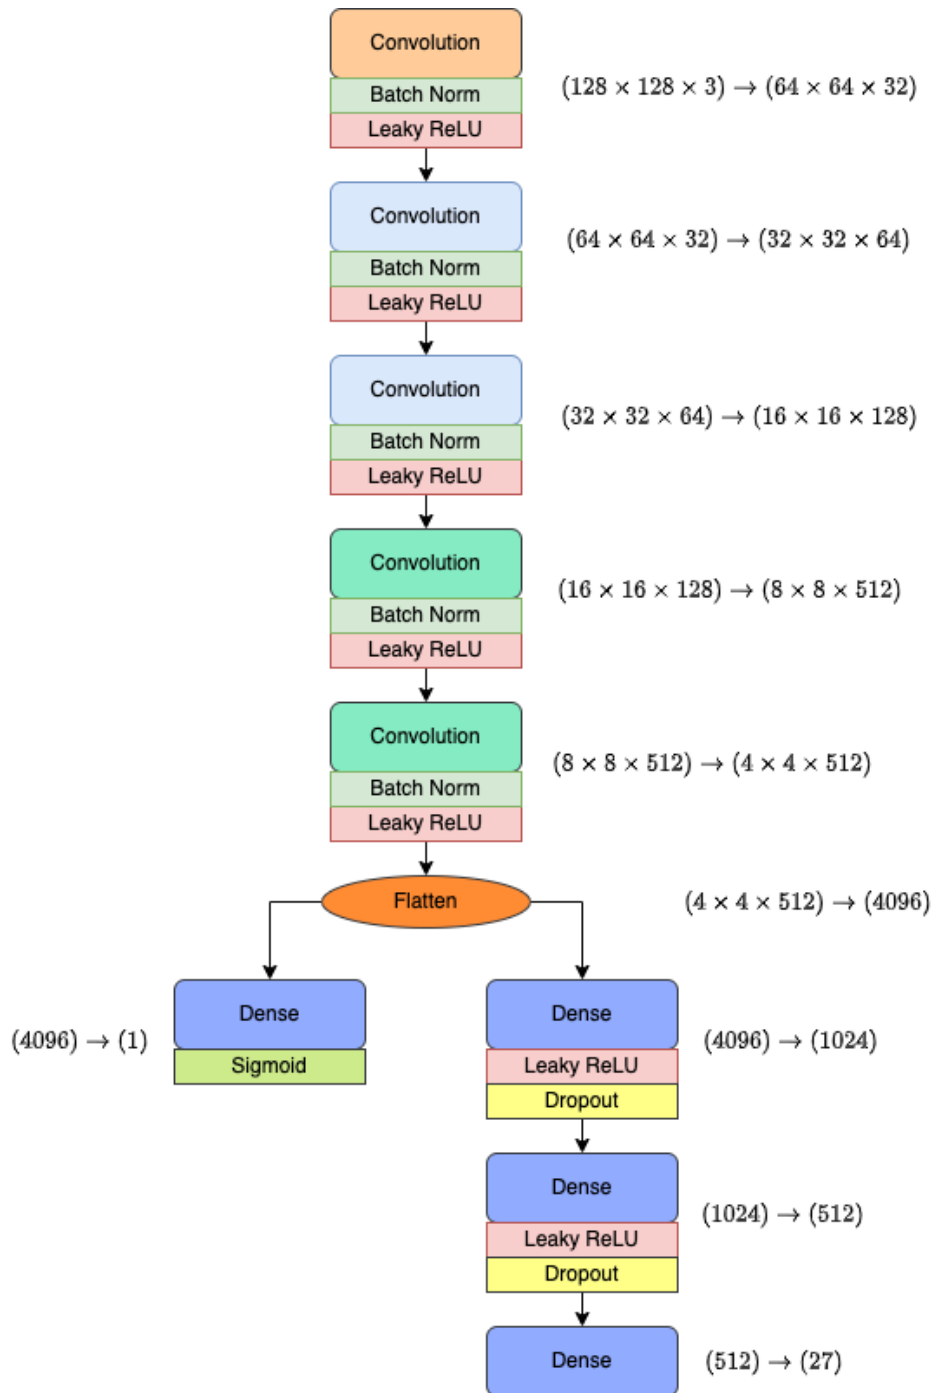 Convolution
Batch Norm
Leaky ReLU
(128 × 128 × 3) → (64 × 64 × 32)
Convolution
Batch Norm
Leaky ReLU
(64 × 64 × 32) → (32 × 32 × 64)
Convolution
Batch Norm
Leaky ReLU
(32 × 32 × 64) → (16 × 16 × 128)
Convolution
Batch Norm
Leaky ReLU
(16 × 16 × 128) → (8 × 8 × 512)
Convolution
Batch Norm
Leaky ReLU
(8 × 8 × 512) → (4 × 4 × 512)
Flatten
(4 × 4 × 512) → (4096)
(4096) → (1)
Dense
Sigmoid
Dense
Leaky ReLU
Dropout
(4096) → (1024)
Dense
Leaky ReLU
Dropout
(1024) → (512)
Dense
(512) → (27)